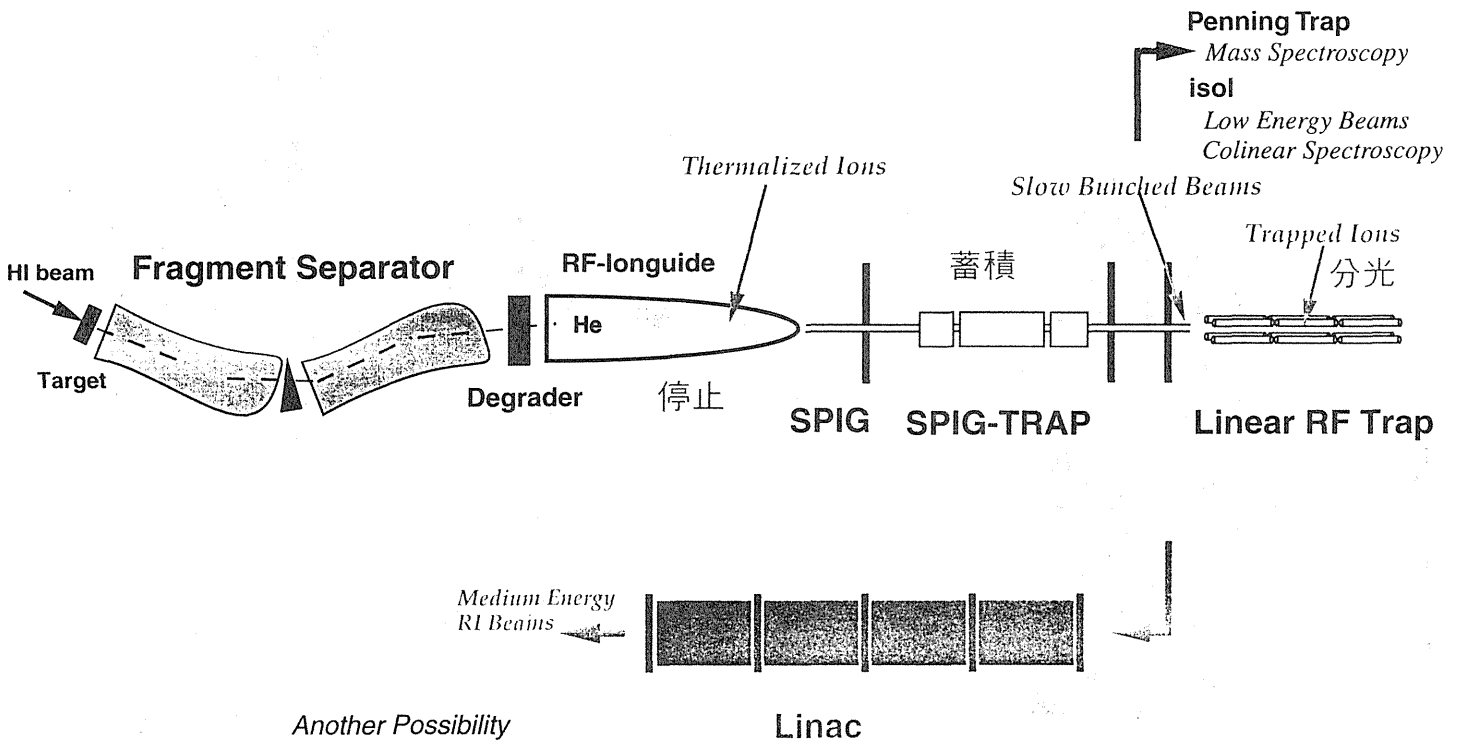 Penning Trap
Mass Spectroscopy
isol
Low Energy Beams
Colinear Spectroscopy
Thermalized Ions
Slow Bunched Beams
Trapped Ions
分光
HI beam
Fragment Separator
RF-Ionguide
蓄積
He
Target
Degrader
停止
SPIG
SPIG-TRAP
Linear RF Trap
Medium Energy
RI Beams
Another Possibility
Linac